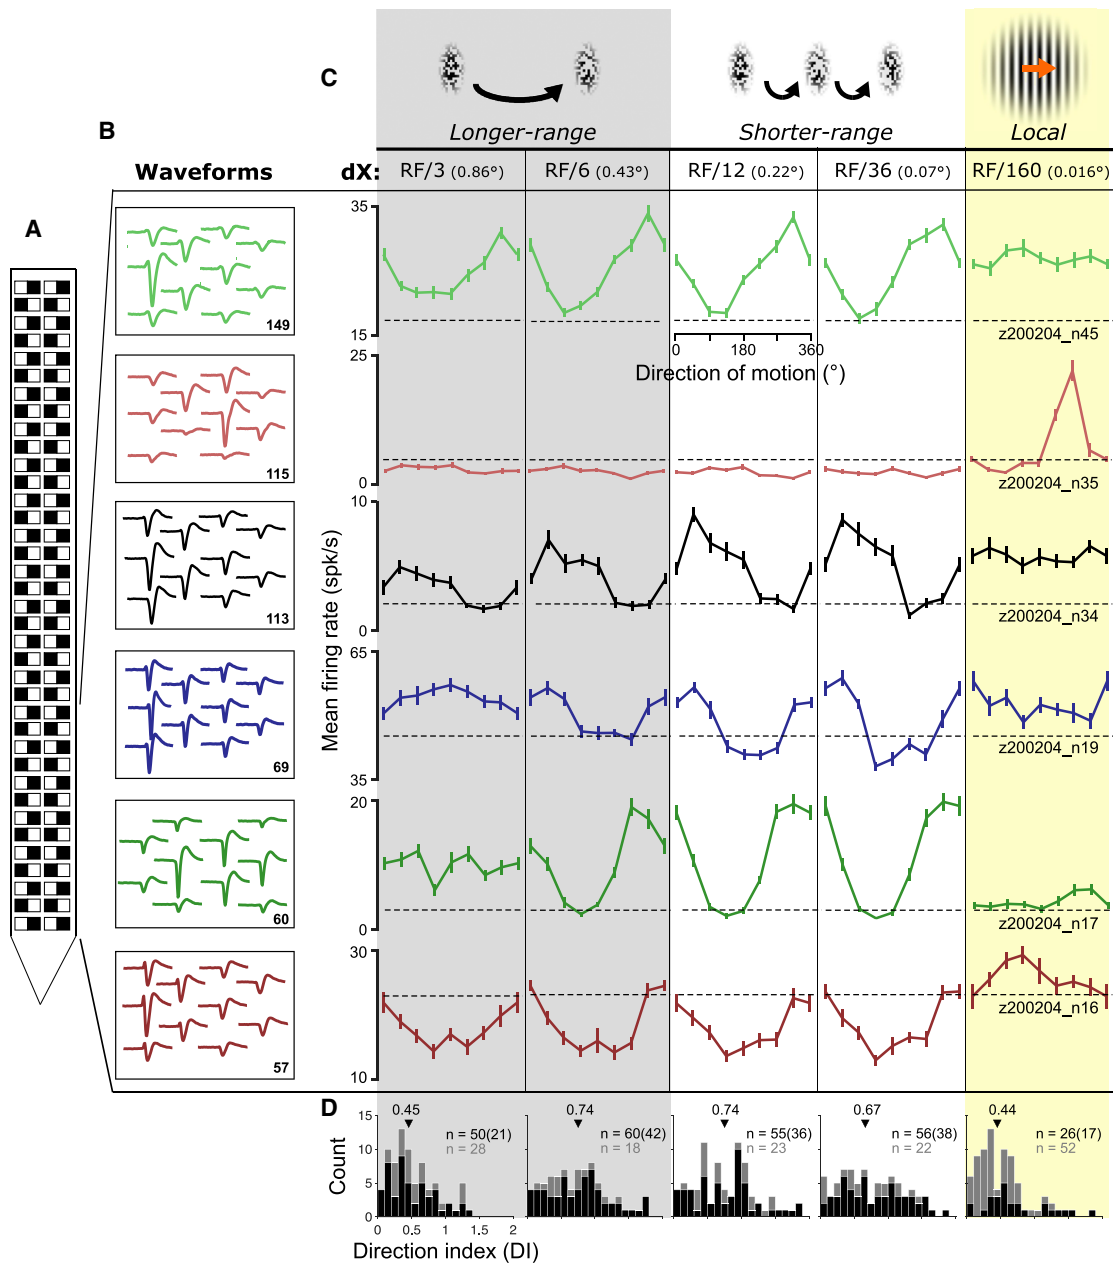 C
Longer-range
Shorter-range
Local
B
Waveforms
dX:
RF/3 (0.86°)
RF/6 (0.43°)
RF/12 (0.22°)
RF/36 (0.07°)
RF/160 (0.016°)
A
149
35
15
0 180 360
Direction of motion (°)
z200204_n45
115
25
0
z200204_n35
113
10
0
z200204_n34
Mean firing rate (spk/s)
69
65
35
z200204_n19
60
20
0
z200204_n17
57
30
10
z200204_n16
D
0.45
0.74
0.74
0.67
0.44
15
10
5
0
Count
n = 50(21)
n = 28
n = 60(42)
n = 18
n = 55(36)
n = 23
n = 56(38)
n = 22
n = 26(17)
n = 52
0 0.5 1 1.5 2
Direction index (DI)